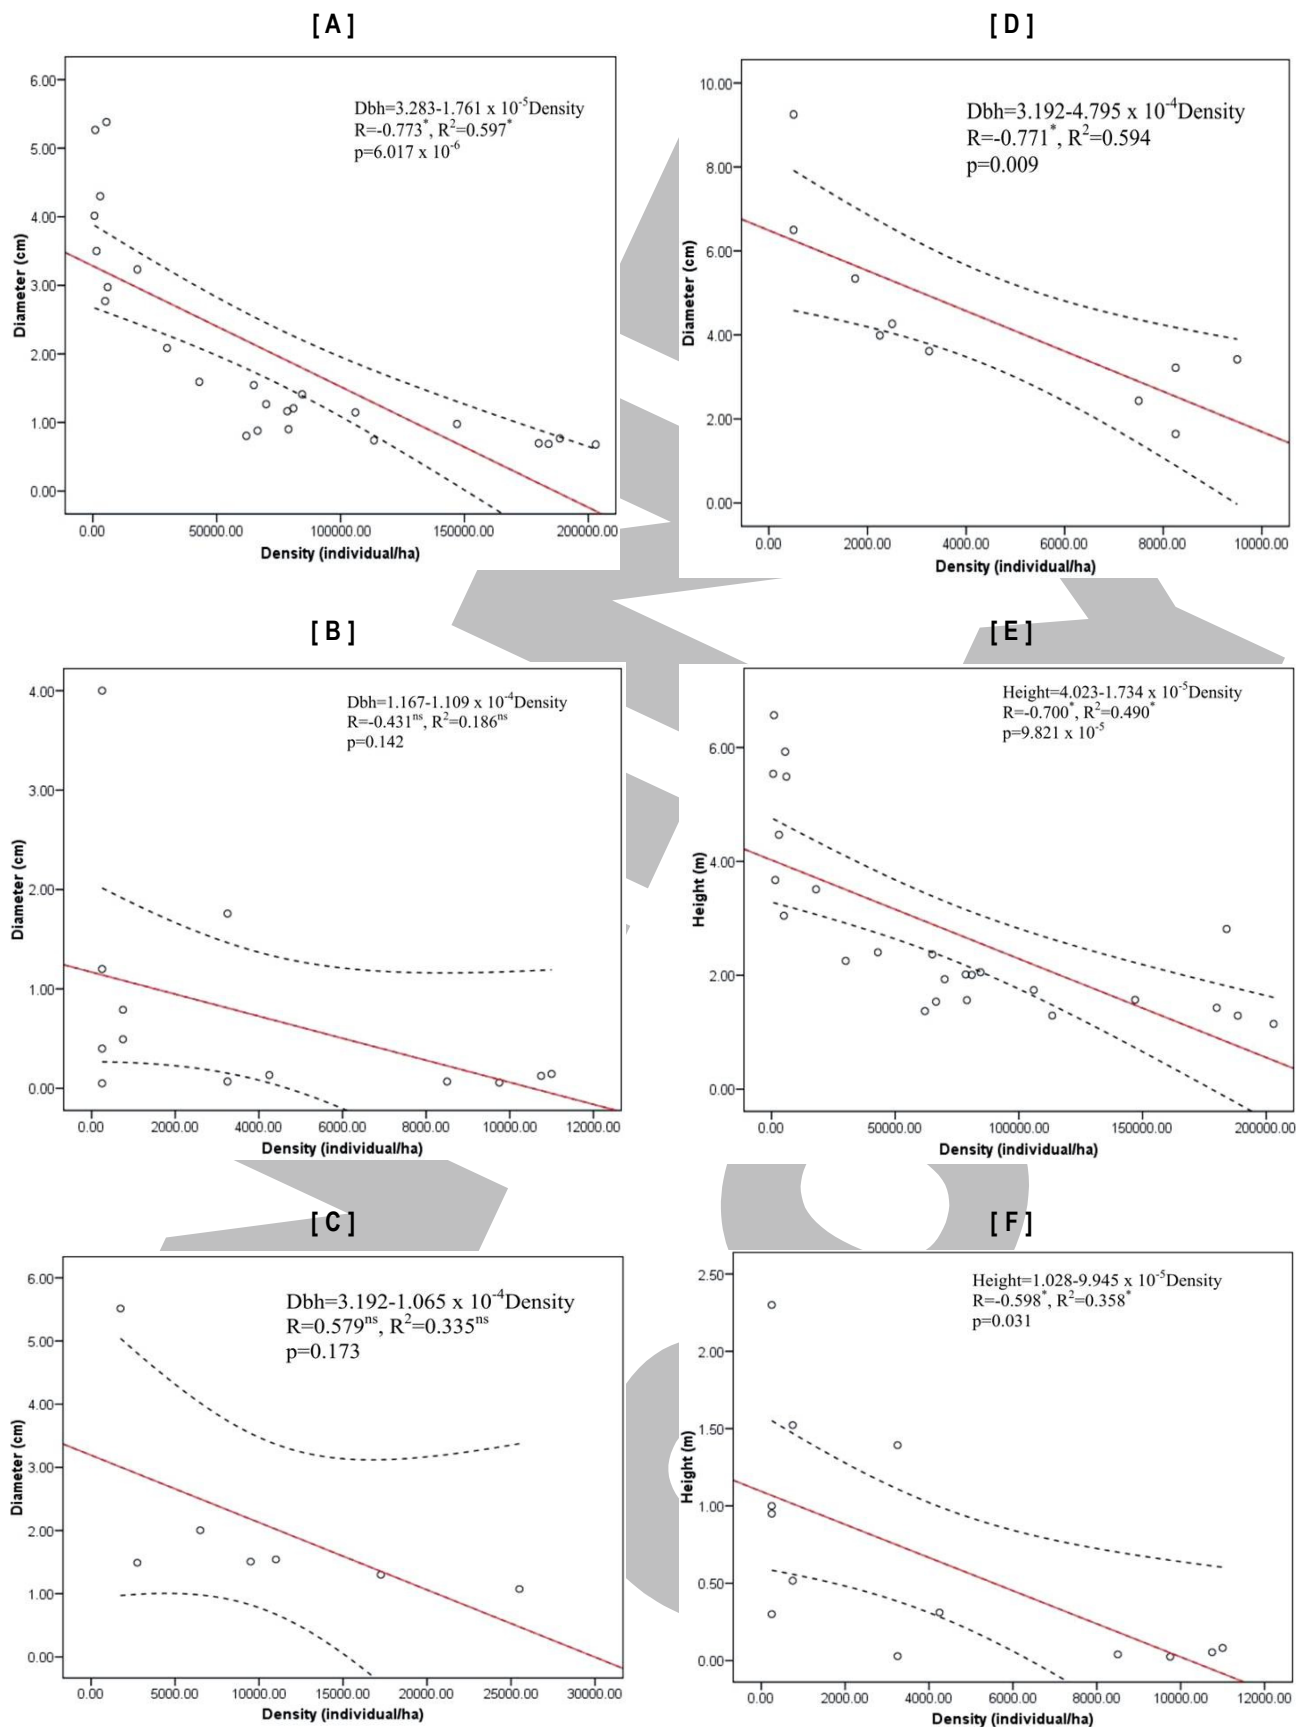 [ A ]
6.00
5.00
4.00
3.00
2.00
1.00
0.00
Diameter (cm)
Dbh=3.283-1.761 x 10⁻⁵Density
R=-0.773*, R²=0.597*
p=6.017 x 10⁻⁶
0.00 50000.00 100000.00 150000.00 200000.00
Density (individual/ha)
[ D ]
10.00
8.00
6.00
4.00
2.00
0.00
Diameter (cm)
Dbh=3.192-4.795 x 10⁻⁴Density
R=-0.771*, R²=0.594
p=0.009
0.00 2000.00 4000.00 6000.00 8000.00 10000.00
Density (individual/ha)
[ B ]
4.00
3.00
2.00
1.00
0.00
Diameter (cm)
Dbh=1.167-1.109 x 10⁻⁴Density
R=-0.431ⁿˢ, R²=0.186ⁿˢ
p=0.142
0.00 2000.00 4000.00 6000.00 8000.00 10000.00 12000.00
Density (individual/ha)
[ E ]
6.00
4.00
2.00
0.00
Height (m)
Height=4.023-1.734 x 10⁻⁵Density
R=-0.700*, R²=0.490*
p=9.821 x 10⁻⁵
0.00 50000.00 100000.00 150000.00 200000.00
Density (individual/ha)
[ C ]
6.00
5.00
4.00
3.00
2.00
1.00
0.00
Diameter (cm)
Dbh=3.192-1.065 x 10⁻⁴Density
R=0.579ⁿˢ, R²=0.335ⁿˢ
p=0.173
0.00 5000.00 10000.00 15000.00 20000.00 25000.00 30000.00
Density (individual/ha)
[ F ]
2.50
2.00
1.50
1.00
0.50
0.00
Height (m)
Height=1.028-9.945 x 10⁻⁵Density
R=-0.598*, R²=0.358*
p=0.031
0.00 2000.00 4000.00 6000.00 8000.00 10000.00 12000.00
Density (individual/ha)